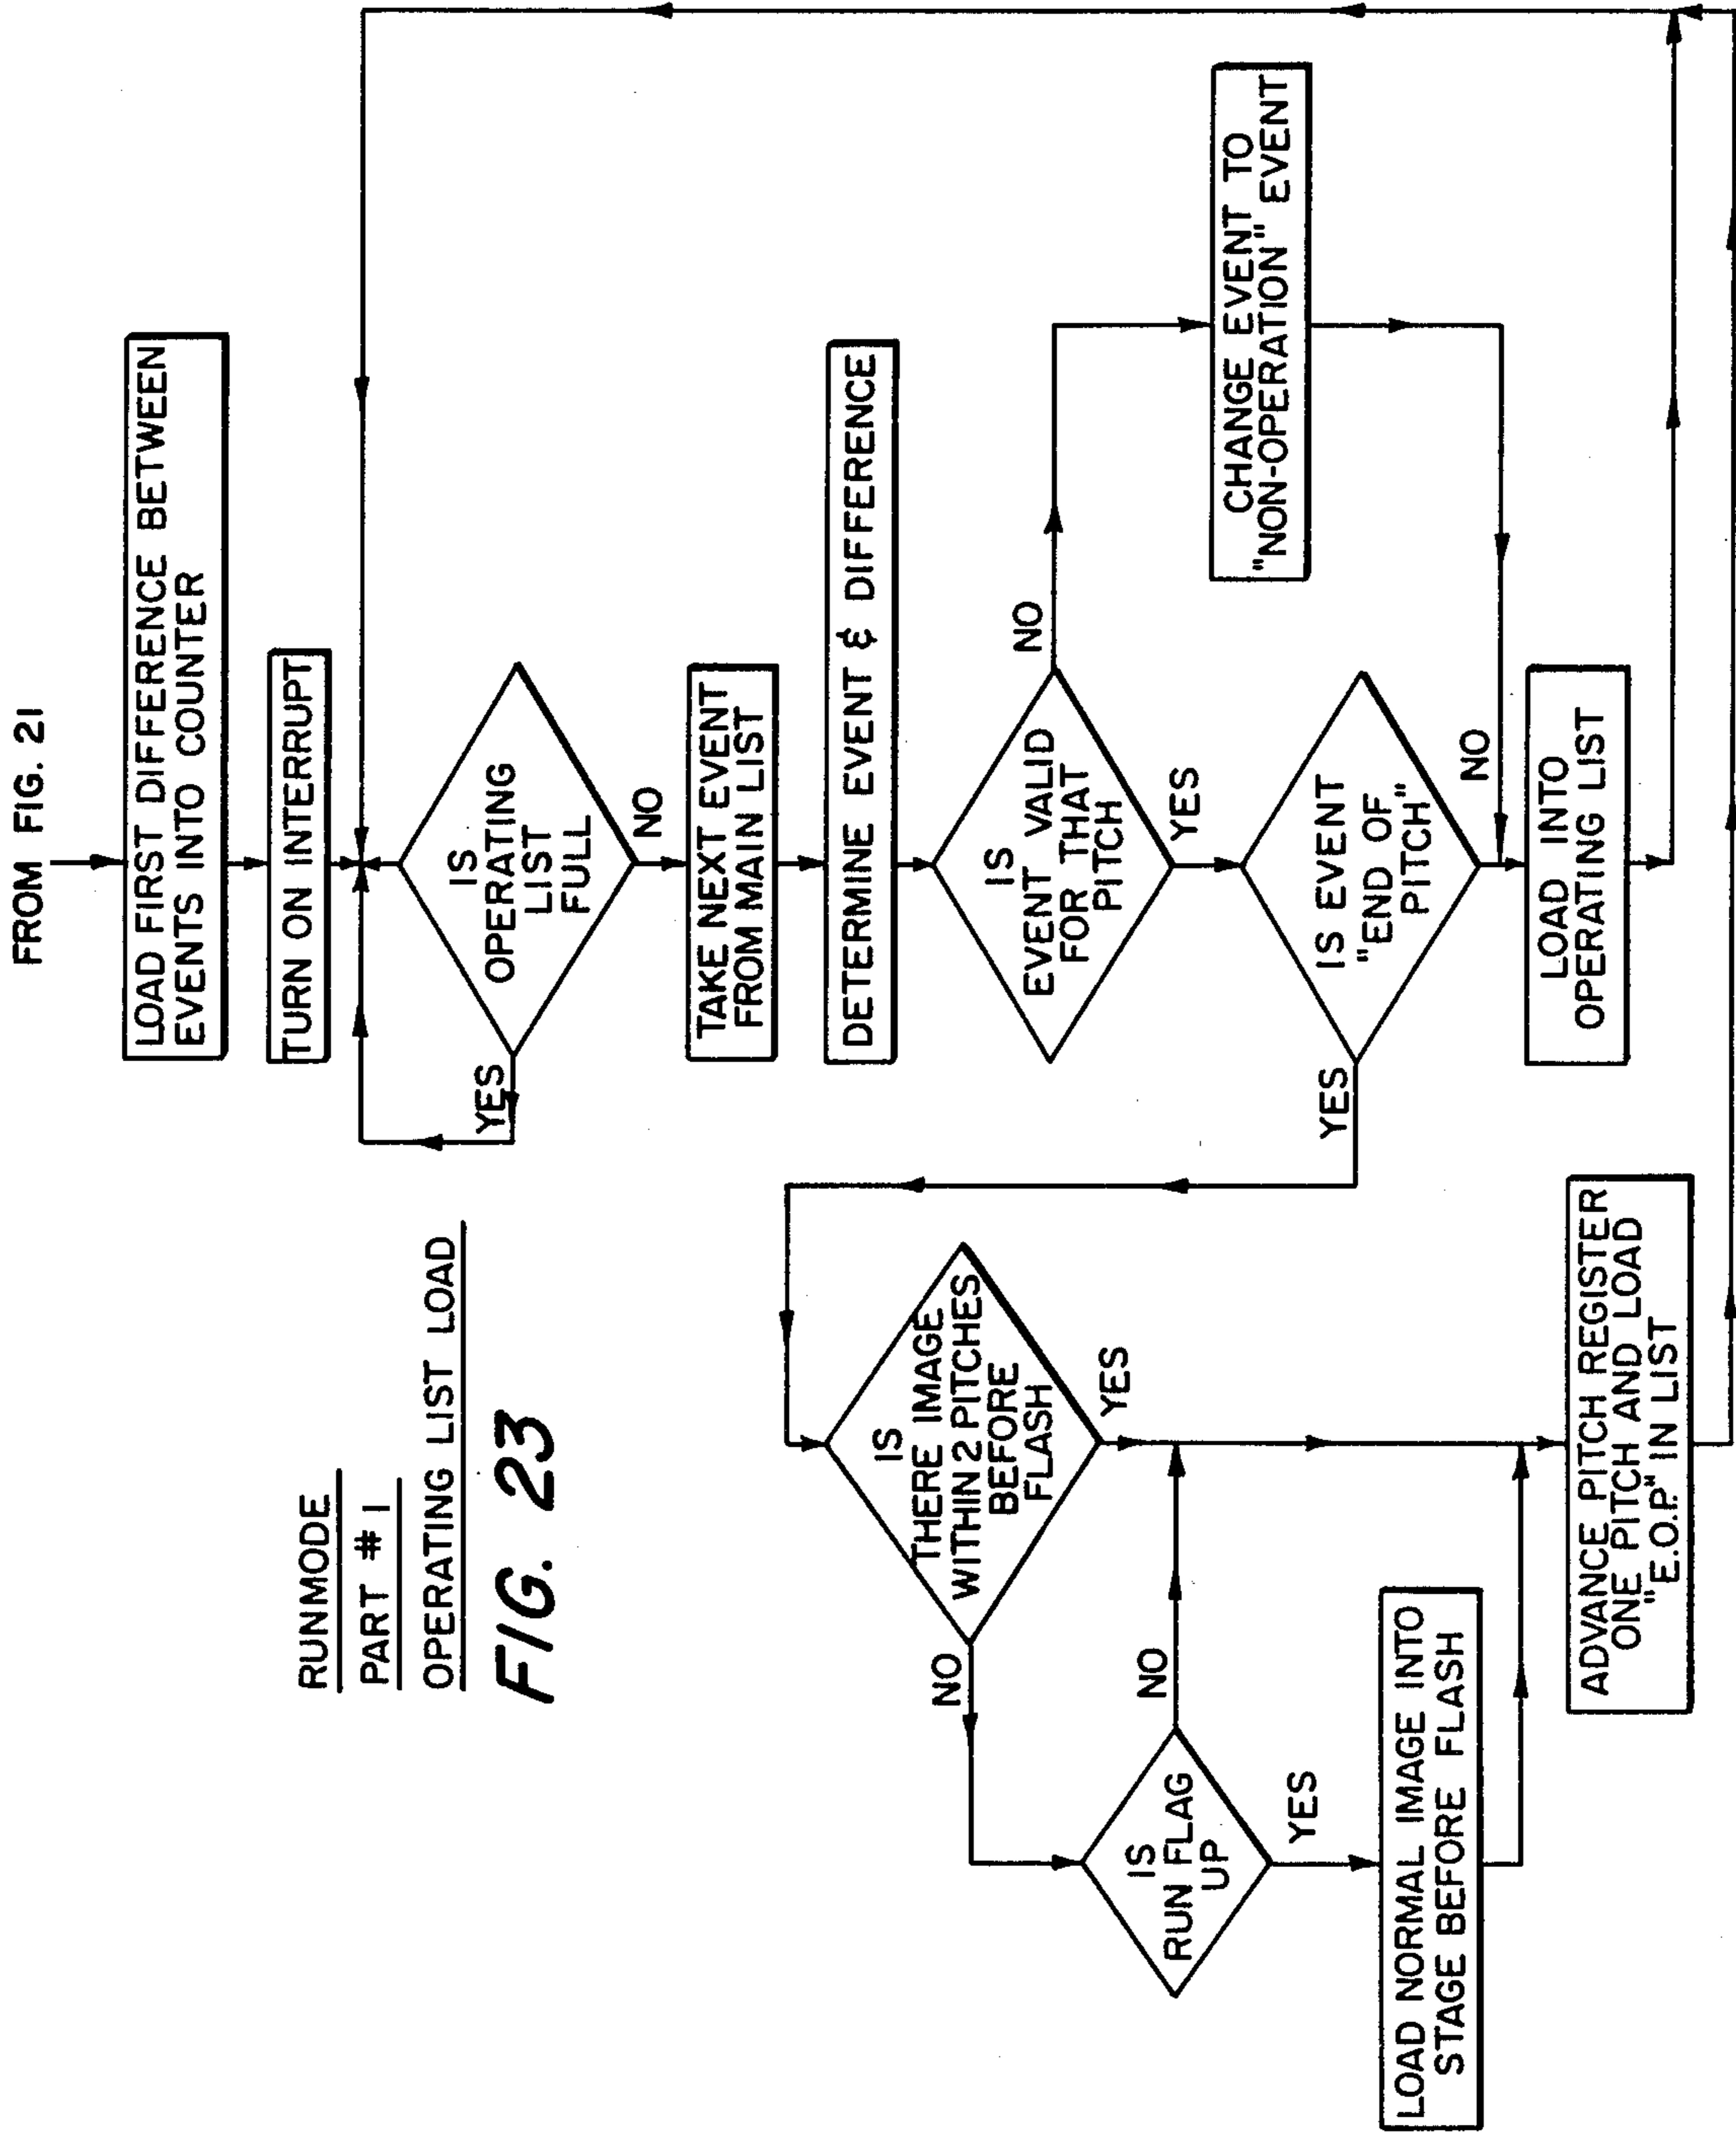 FROM FIG. 21
LOAD FIRST DIFFERENCE BETWEEN
EVENTS INTO COUNTER
TURN ON INTERRUPT
IS
OPERATING
LIST
FULL
YES
NO
TAKE NEXT EVENT
FROM MAIN LIST
DETERMINE EVENT & DIFFERENCE
IS
EVENT VALID
FOR THAT
PITCH
NO
YES
CHANGE EVENT TO
"NON-OPERATION" EVENT
IS EVENT
"END OF
PITCH"
YES
NO
LOAD INTO
OPERATING LIST
RUNMODE
PART # 1
OPERATING LIST LOAD
FIG. 23
IS
THERE IMAGE
WITHIN 2 PITCHES
BEFORE
FLASH
NO
YES
IS
RUN FLAG
UP
NO
YES
LOAD NORMAL IMAGE INTO
STAGE BEFORE FLASH
ADVANCE PITCH REGISTER
ONE PITCH AND LOAD
"E.O.P." IN LIST